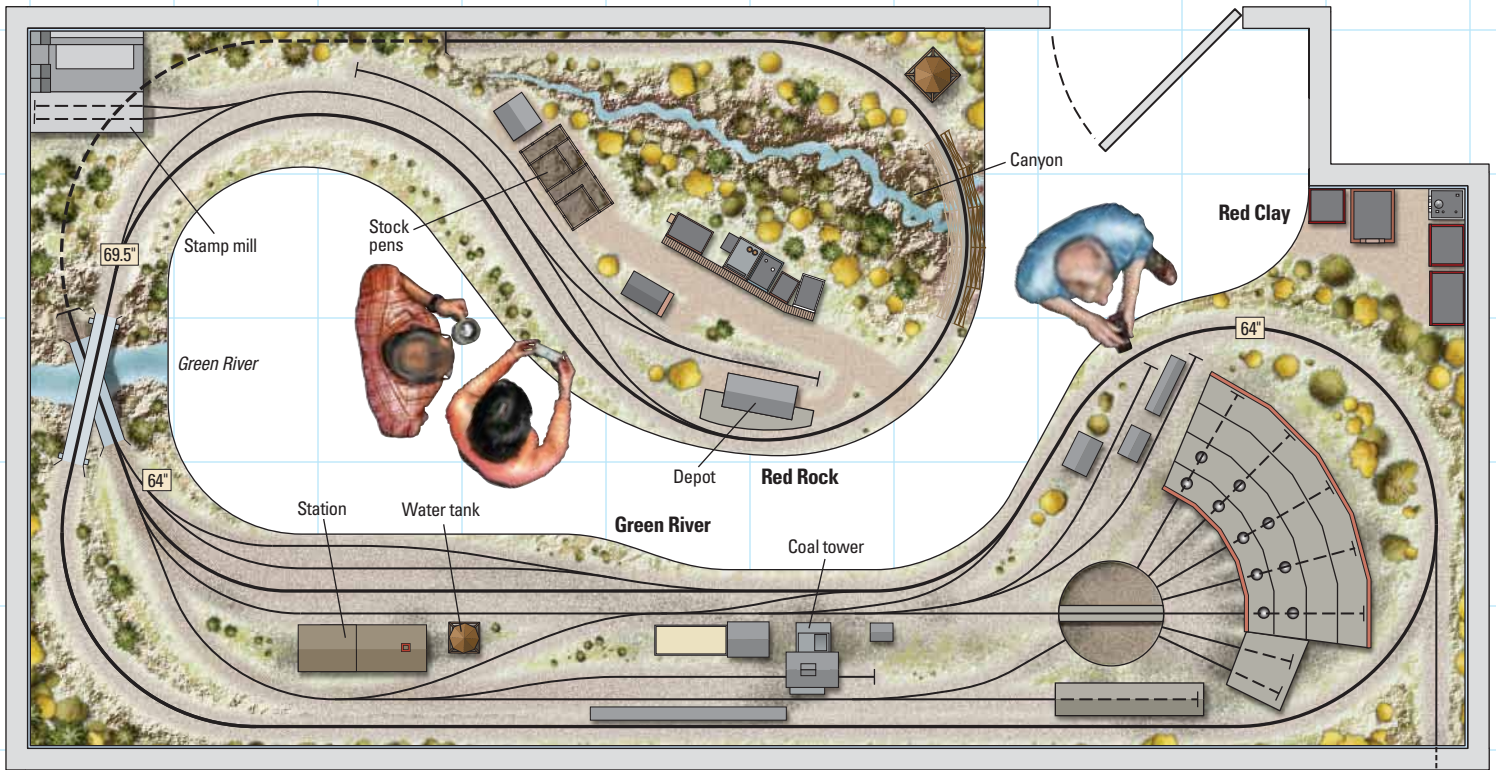 Canyon
Red Clay
Stock
pens
Stamp mill
69.5"
64"
Green River
64"
Depot
Red Rock
Station
Water tank
Green River
Coal tower